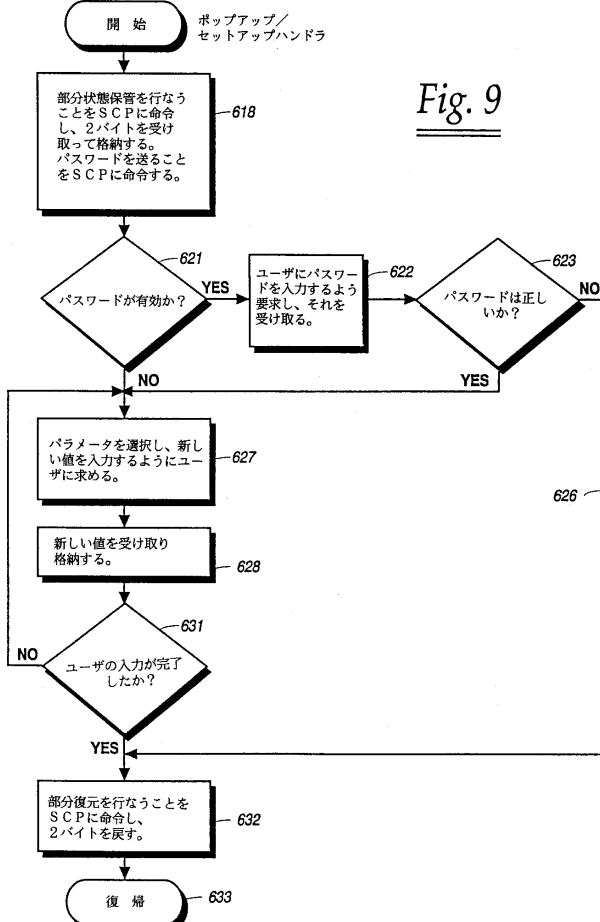 開 始
ポップアップ／
セットアップハンドラ
Fig. 9
部分状態保管を行なう
ことをＳＣＰに命令
し、２バイトを受け
取って格納する。
パスワードを送ること
をＳＣＰに命令する。
618
パスワードが有効か？
621
YES
NO
ユーザにパスワー
ドを入力するよう
要求し、それを
受け取る。
622
パスワードは正し
いか？
623
NO
YES
パラメータを選択し、新し
い値を入力するようにユー
ザに求める。
627
626
新しい値を受け取り
格納する。
628
ユーザの入力が完了
したか？
631
NO
YES
部分復元を行なうことを
ＳＣＰに命令し、
２バイトを戻す。
632
復 帰
633